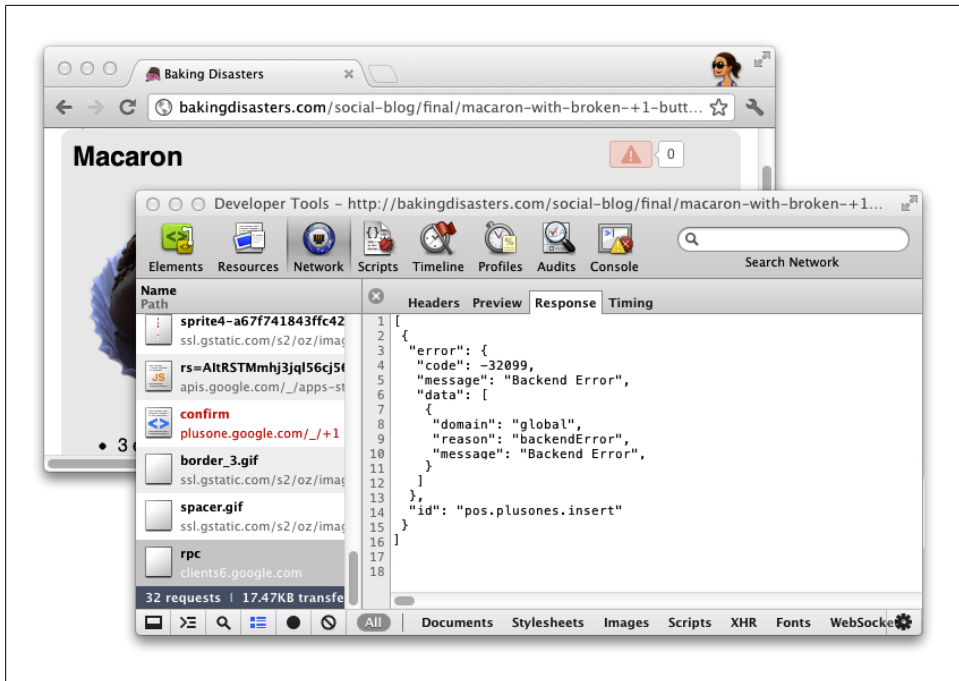 Baking Disasters
bakingdisasters.com/social-blog/final/macaron-with-broken-+1-butt...
Macaron
0
Developer Tools - http://bakingdisasters.com/social-blog/final/macaron-with-broken-+1...
Elements Resources Network Scripts Timeline Profiles Audits Console
Search Network
Name
Path
Headers Preview Response Timing
sprite4-a67f741843ffc42
ssl.gstatic.com/s2/oz/imag
rs=AItRSTMmhj3jql56cj56
apis.google.com/_/apps-st
JS
confirm
plusone.google.com/_/+1
border_3.gif
ssl.gstatic.com/s2/oz/imag
spacer.gif
ssl.gstatic.com/s2/oz/imag
rpc
clients6.google.com
32 requests | 17.47KB transfe
• 3
1 [
2 {
3 "error": {
4 "code": -32099,
5 "message": "Backend Error",
6 "data": [
7 {
8 "domain": "global",
9 "reason": "backendError",
10 "message": "Backend Error",
11 }
12 ]
13 },
14 "id": "pos.plusones.insert"
15 }
16 ]
17
18
All Documents Stylesheets Images Scripts XHR Fonts WebSocke